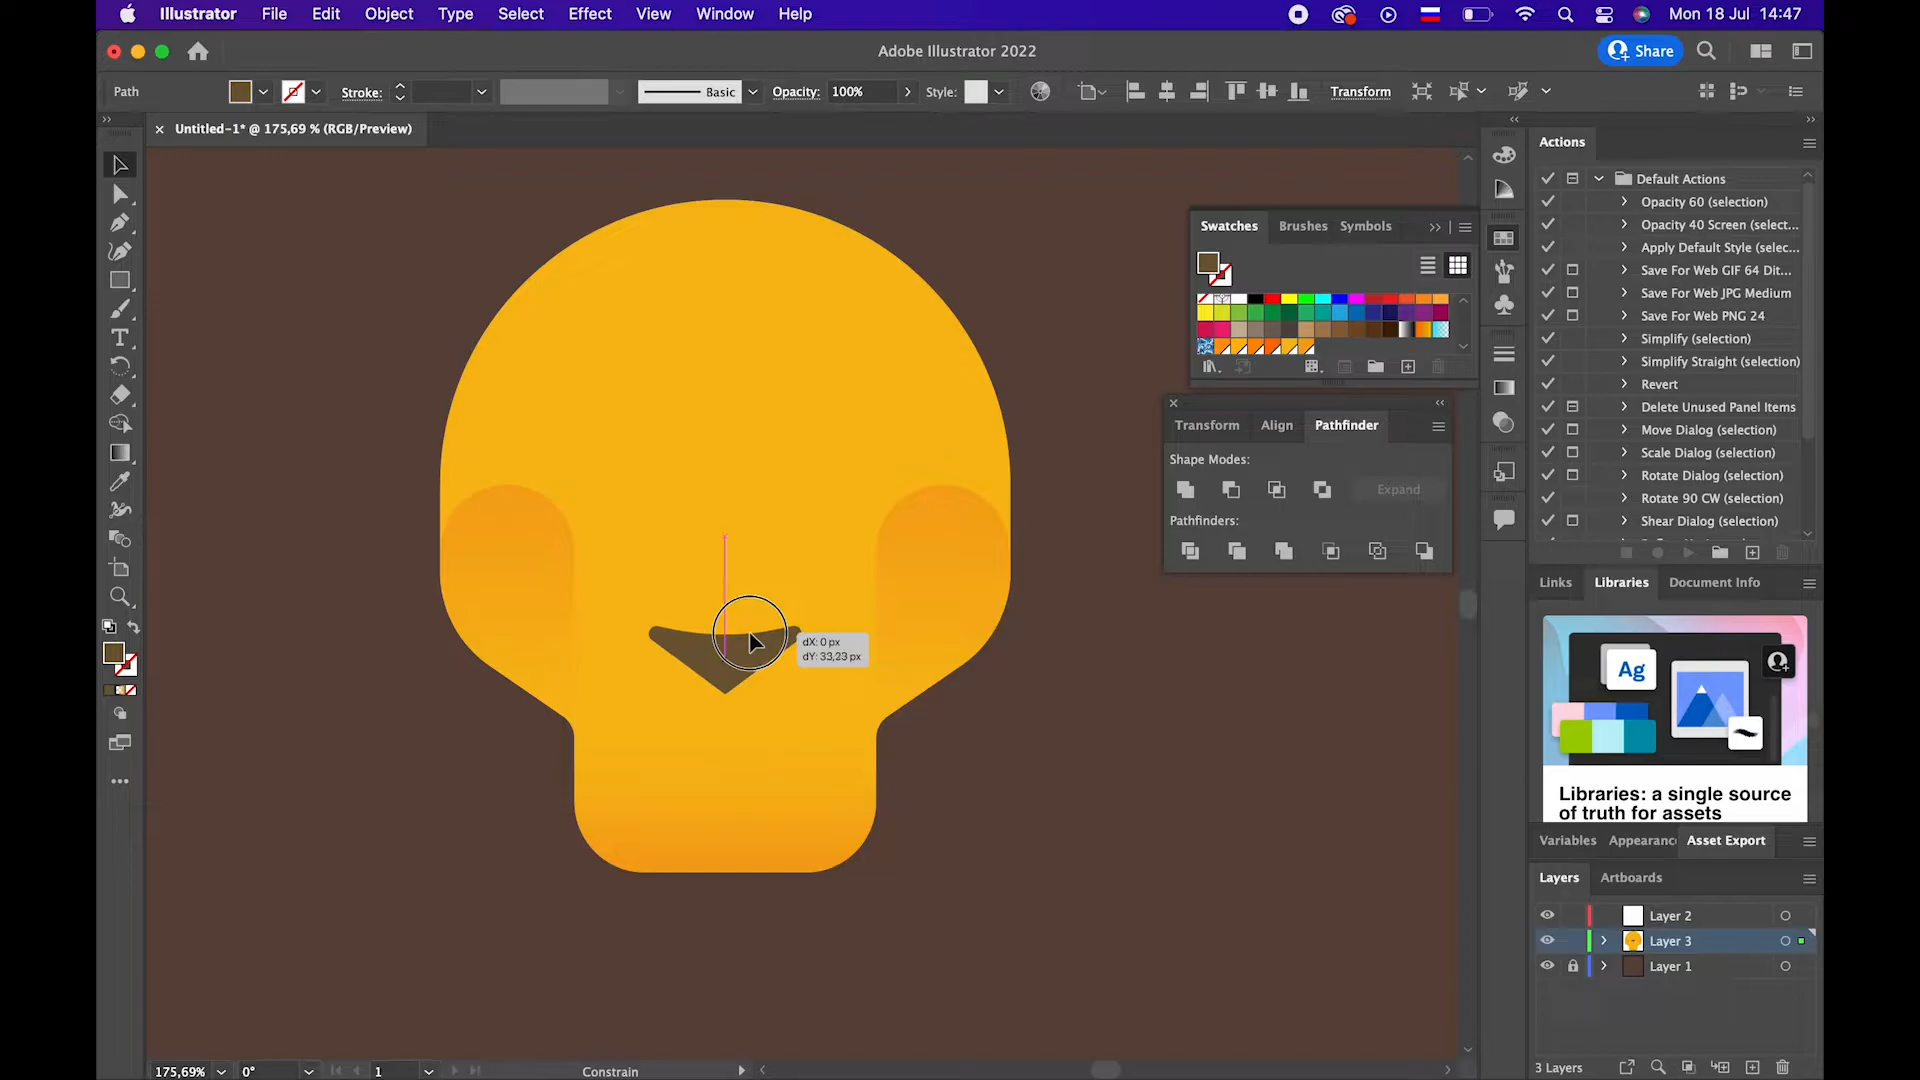 Illustrator File Edit Object Type Select Effect View Window Help Mon 18 Jul 14:47
Adobe Illustrator 2022 Share
Path Stroke: Basic Opacity: 100% Style: Transform
Untitled-1* @ 175,69 % (RGB/Preview)
Actions
Default Actions
Opacity 60 (selection)
Opacity 40 Screen (select...
Apply Default Style (selec...
Save For Web GIF 64 Dit...
Save For Web JPG Medium
Save For Web PNG 24
Simplify (selection)
Simplify Straight (selection)
Revert
Delete Unused Panel Items
Move Dialog (selection)
Scale Dialog (selection)
Rotate Dialog (selection)
Rotate 90 CW (selection)
Shear Dialog (selection)
Swatches Brushes Symbols
Transform Align Pathfinder
Shape Modes:
Expand
Pathfinders:
dX: 0 px
dY: 33,23 px
Links Libraries Document Info
Ag
Libraries: a single source
of truth for assets
Variables Appearanc Asset Export
Layers Artboards
Layer 2
Layer 3
Layer 1
3 Layers
175,69% 0° 1 Constrain